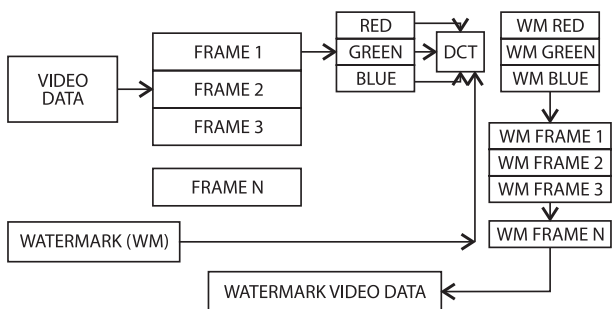 VIDEO
DATA
FRAME 1
FRAME 2
FRAME 3
FRAME N
RED
GREEN
BLUE
DCT
WM RED
WM GREEN
WM BLUE
WM FRAME 1
WM FRAME 2
WM FRAME 3
WM FRAME N
WATERMARK (WM)
WATERMARK VIDEO DATA